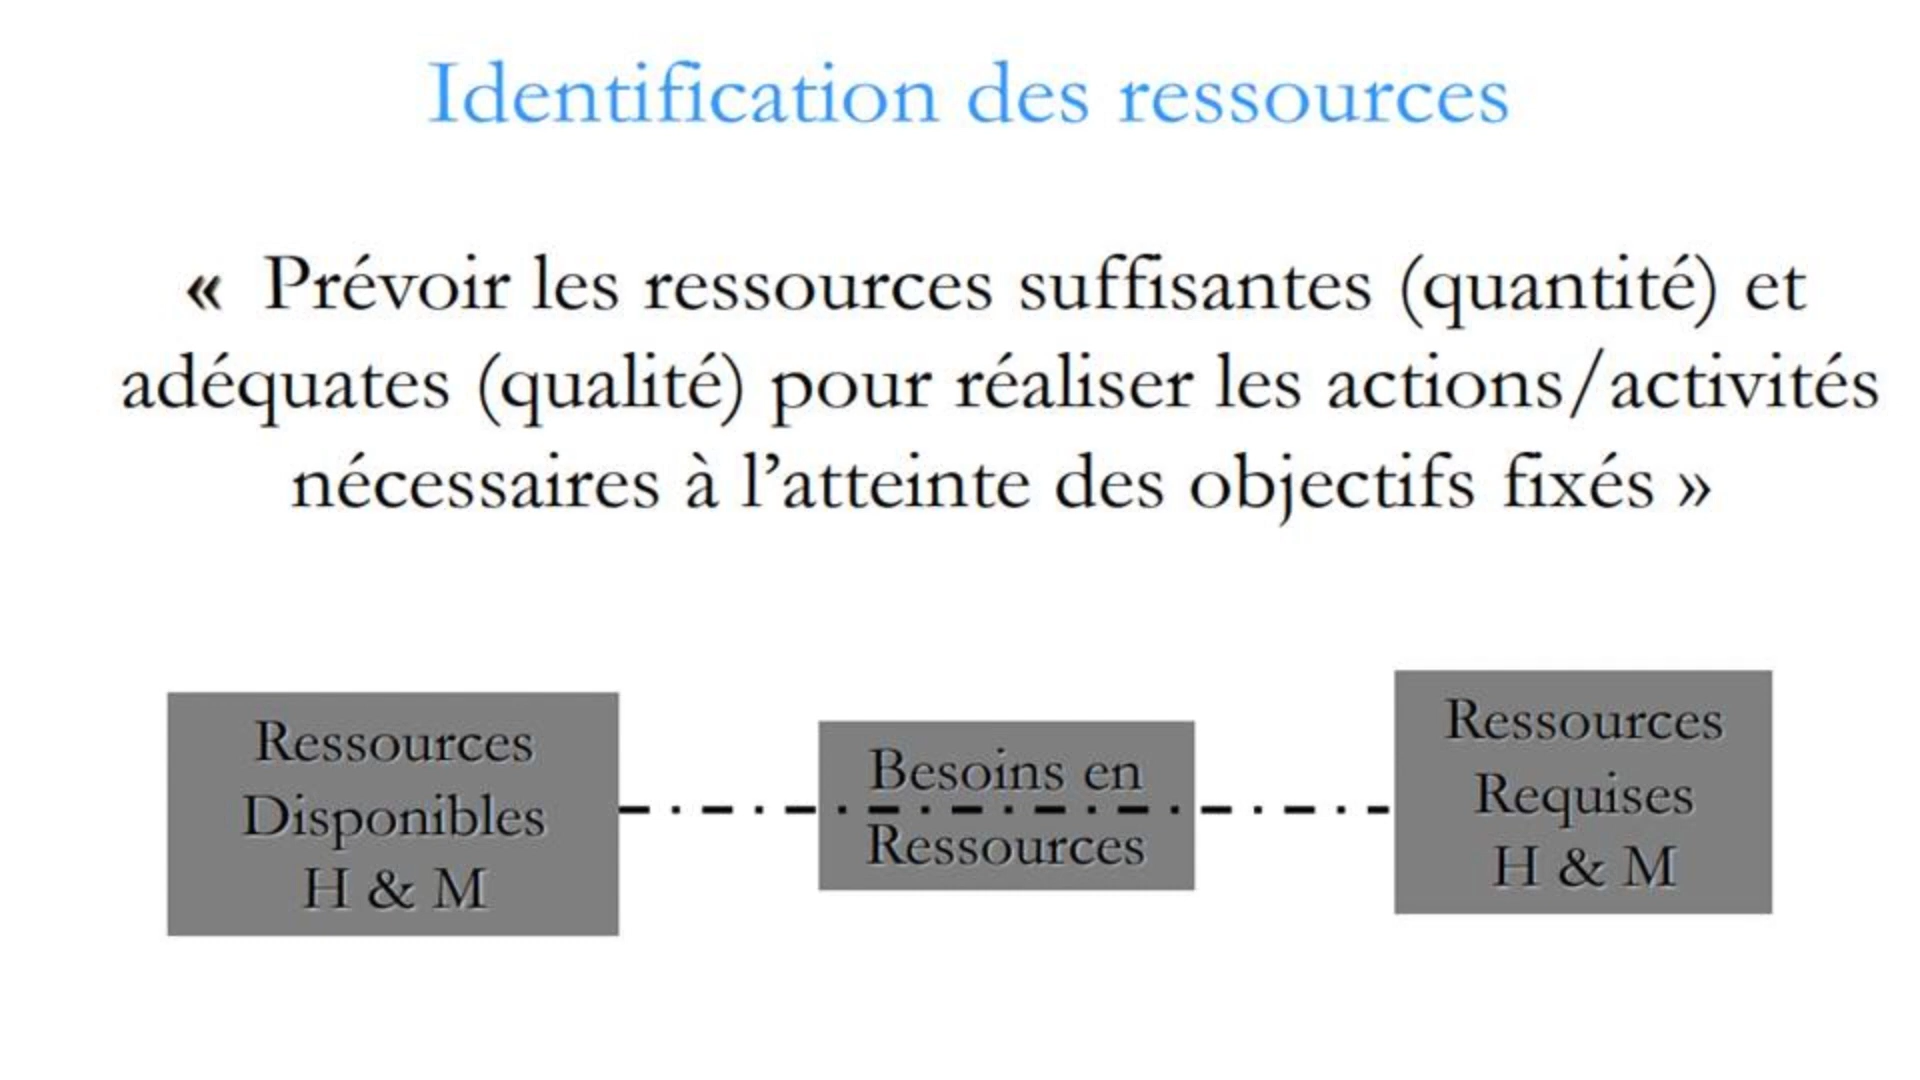 Identification des ressources
« Prévoir les ressources suffisantes (quantité) et
adéquates (qualité) pour réaliser les actions/activités
nécessaires à l’atteinte des objectifs fixés »
Ressources
Disponibles
H & M
Besoins en
Ressources
Ressources
Requises
H & M